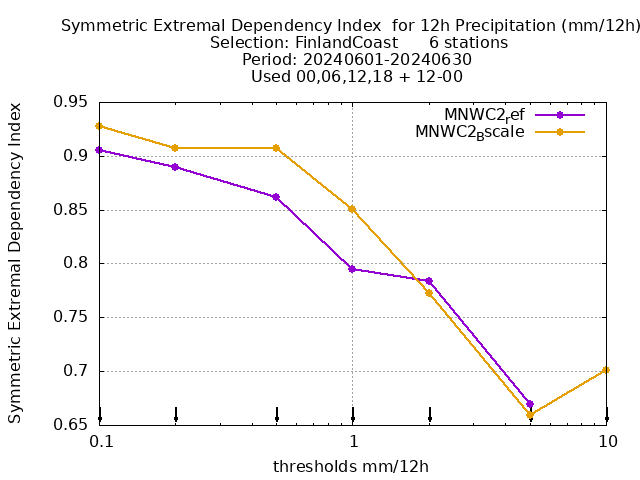 Symmetric Extremal Dependency Index  for 12h Precipitation (mm/12h)
Selection: FinlandCoast      6 stations
Period: 20240601-20240630
Used 00,06,12,18 + 12-00
MNWC2ref
MNWC2Bscale
Symmetric Extremal Dependency Index
0.95
0.9
0.85
0.8
0.75
0.7
0.65
0.1 1 10
thresholds mm/12h